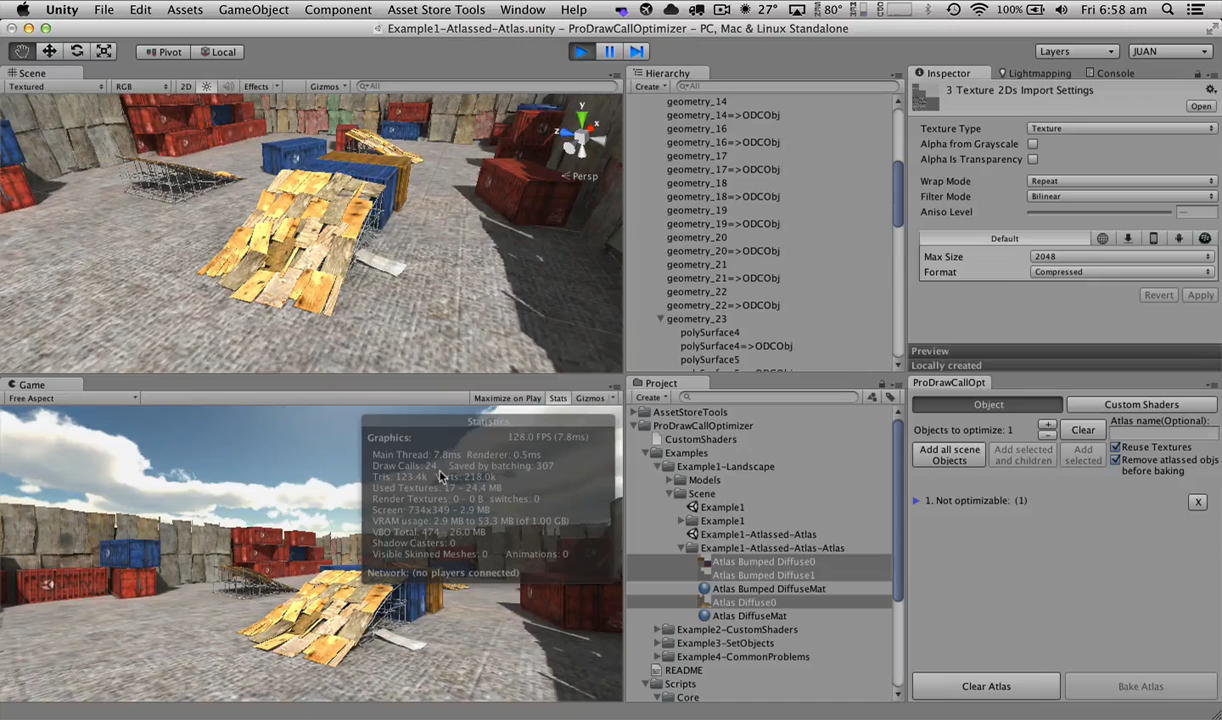 Unity File Edit Assets GameObject Component Asset Store Tools Window Help 27° 80° 100% Fri 6:58 am
Example1-Atlassed-Atlas.unity - ProDrawCallOptimizer - PC, Mac & Linux Standalone
Pivot Local Layers JUAN
Scene
Textured RGB 2D Effects Gizmos All
y
x
z
Persp
Game
Free Aspect Maximize on Play Stats Gizmos
Statistics
Graphics: 128.0 FPS (7.8ms)
Main Thread: 7.8ms Renderer: 0.5ms
Draw Calls: 24 Saved by batching: 307
Tris: 123.4k Verts: 218.0k
Used Textures: 17 - 24.4 MB
Render Textures: 0 - 0 B switches: 0
Screen: 734x349 - 2.9 MB
VRAM usage: 2.9 MB to 53.3 MB (of 1.00 GB)
VBO Total: 474 - 26.0 MB
Shadow Casters: 0
Visible Skinned Meshes: 0 Animations: 0
Network: (no players connected)
Hierarchy
Create All
geometry_14
geometry_14=>ODCObj
geometry_16
geometry_16=>ODCObj
geometry_17
geometry_17=>ODCObj
geometry_18
geometry_18=>ODCObj
geometry_19
geometry_19=>ODCObj
geometry_20
geometry_20=>ODCObj
geometry_21
geometry_21=>ODCObj
geometry_22
geometry_22=>ODCObj
geometry_23
polySurface4
polySurface4=>ODCObj
polySurface5
Project
Create
AssetStoreTools
ProDrawCallOptimizer
CustomShaders
Examples
Example1-Landscape
Models
Scene
Example1
Example1
Example1-Atlassed-Atlas
Example1-Atlassed-Atlas-Atlas
Atlas Bumped Diffuse0
Atlas Bumped Diffuse1
Atlas Bumped DiffuseMat
Atlas Diffuse0
Atlas DiffuseMat
Example2-CustomShaders
Example3-SetObjects
Example4-CommonProblems
README
Scripts
Core
Inspector Lightmapping Console
3 Texture 2Ds Import Settings
Open
Texture Type Texture
Alpha from Grayscale
Alpha Is Transparency
Wrap Mode Repeat
Filter Mode Bilinear
Aniso Level —
Default
Max Size 2048
Format Compressed
Revert Apply
Preview
Locally created
ProDrawCallOpt
Object Custom Shaders
Objects to optimize: 1 + - Clear Atlas name(Optional):
Add all scene Objects Add selected and children Add selected
Reuse Textures
Remove atlassed objs before baking
1. Not optimizable: (1) X
Clear Atlas Bake Atlas